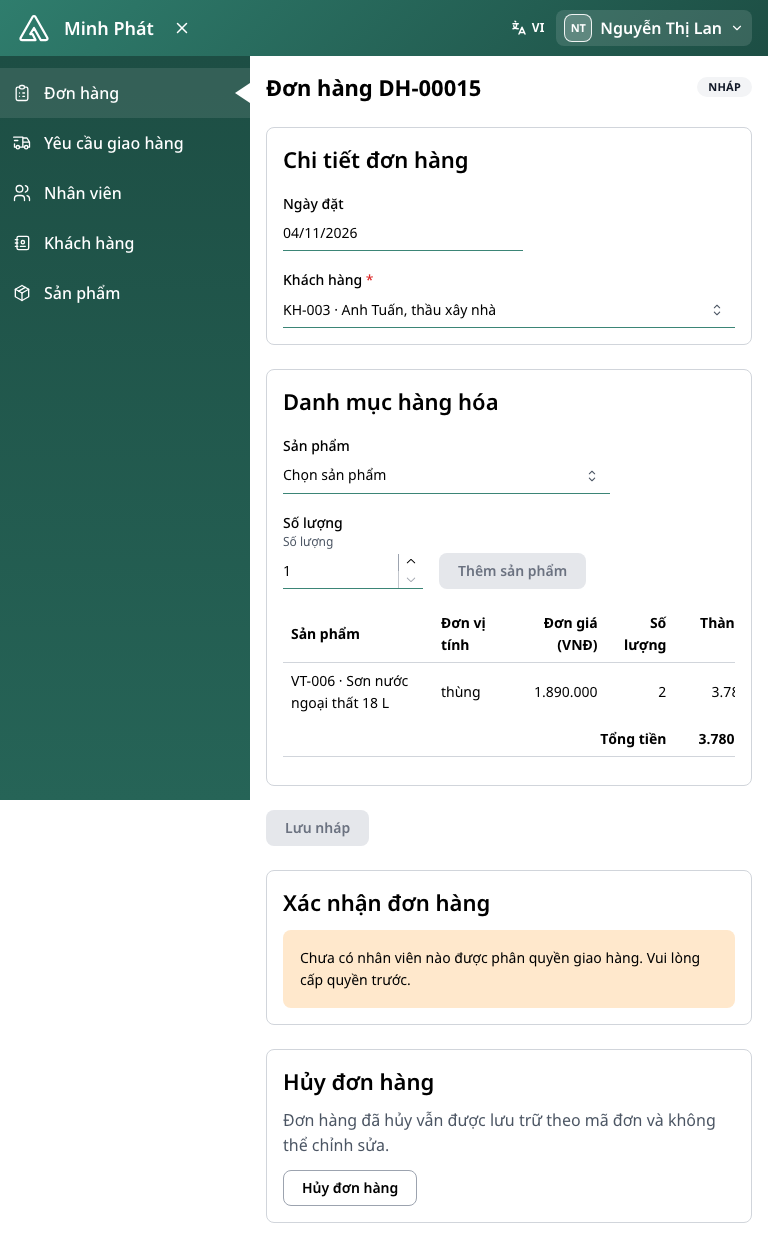 Minh Phát
VI
NT
Nguyễn Thị Lan
Đơn hàng
Yêu cầu giao hàng
Nhân viên
Khách hàng
Sản phẩm
Đơn hàng DH-00015
NHÁP
Chi tiết đơn hàng
Ngày đặt
04/11/2026
Khách hàng *
KH-003 · Anh Tuấn, thầu xây nhà
Danh mục hàng hóa
Sản phẩm
Chọn sản phẩm
Số lượng
Số lượng
1
Thêm sản phẩm
Sản phẩm
Đơn vị
tính
Đơn giá
(VNĐ)
Số
lượng
Thàn
VT-006 · Sơn nước
ngoại thất 18 L
thùng
1.890.000
2
3.78
Tổng tiền
3.780
Lưu nháp
Xác nhận đơn hàng
Chưa có nhân viên nào được phân quyền giao hàng. Vui lòng
cấp quyền trước.
Hủy đơn hàng
Đơn hàng đã hủy vẫn được lưu trữ theo mã đơn và không
thể chỉnh sửa.
Hủy đơn hàng